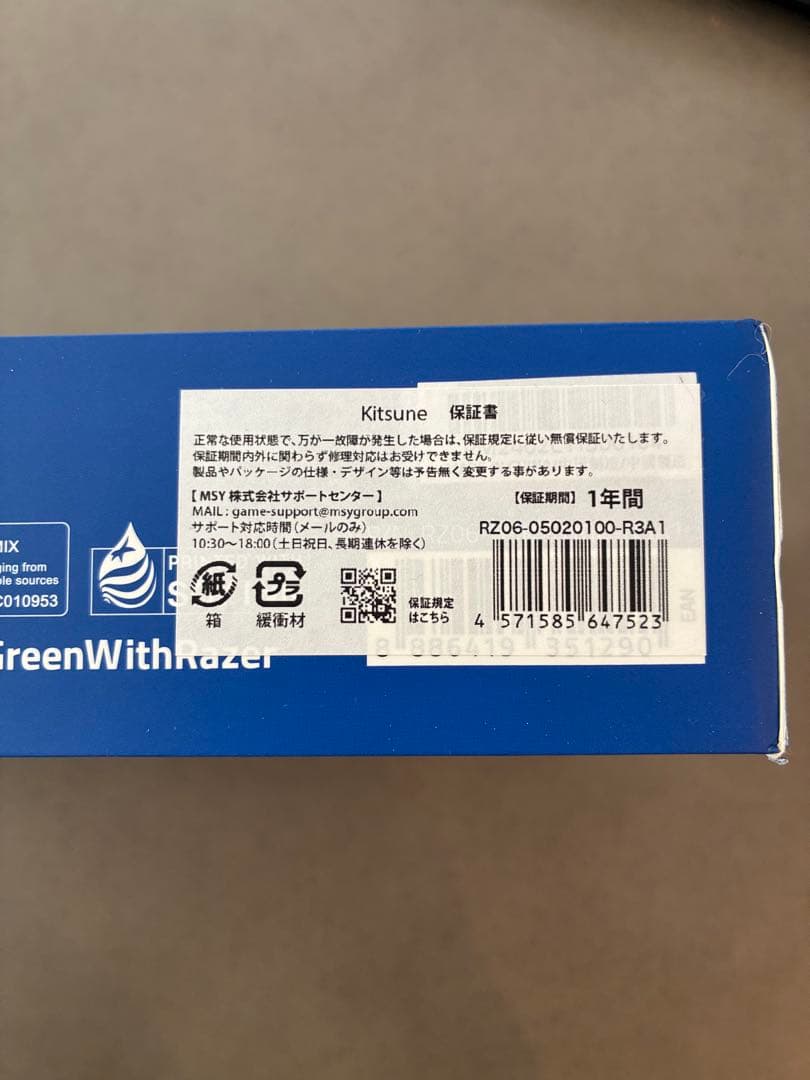 Kitsune 保証書
正常な使用状態で、万が一故障が発生した場合は、保証規定に従い無償保証いたします。
保証期間内外に関わらず修理対応はお受けできません。
製品やパッケージの仕様・デザイン等は予告無く変更する事があります。
【 MSY 株式会社サポートセンター 】
MAIL : game-support@msygroup.com
サポート対応時間（メールのみ）
10:30～18:00（土日祝日、長期連休を除く）
【保証期間】 1年間
RZ06-05020100-R3A1
紙
箱
プラ
緩衝材
保証規定
はこちら
4 571585 647523
EAN
8 886419 351290
MIX
ging from
ble sources
C010953
GreenWithRazer